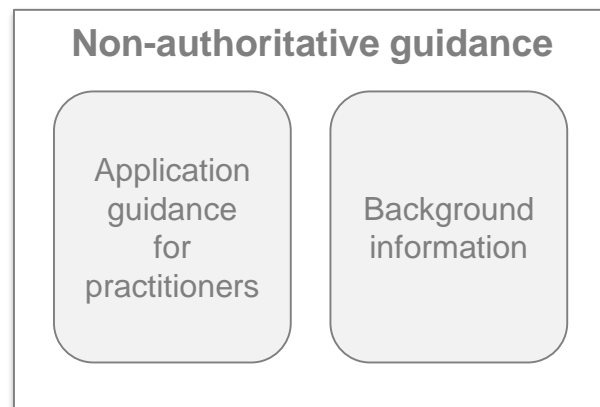 Non-authoritative guidance
Application
guidance
for
practitioners
Background
information